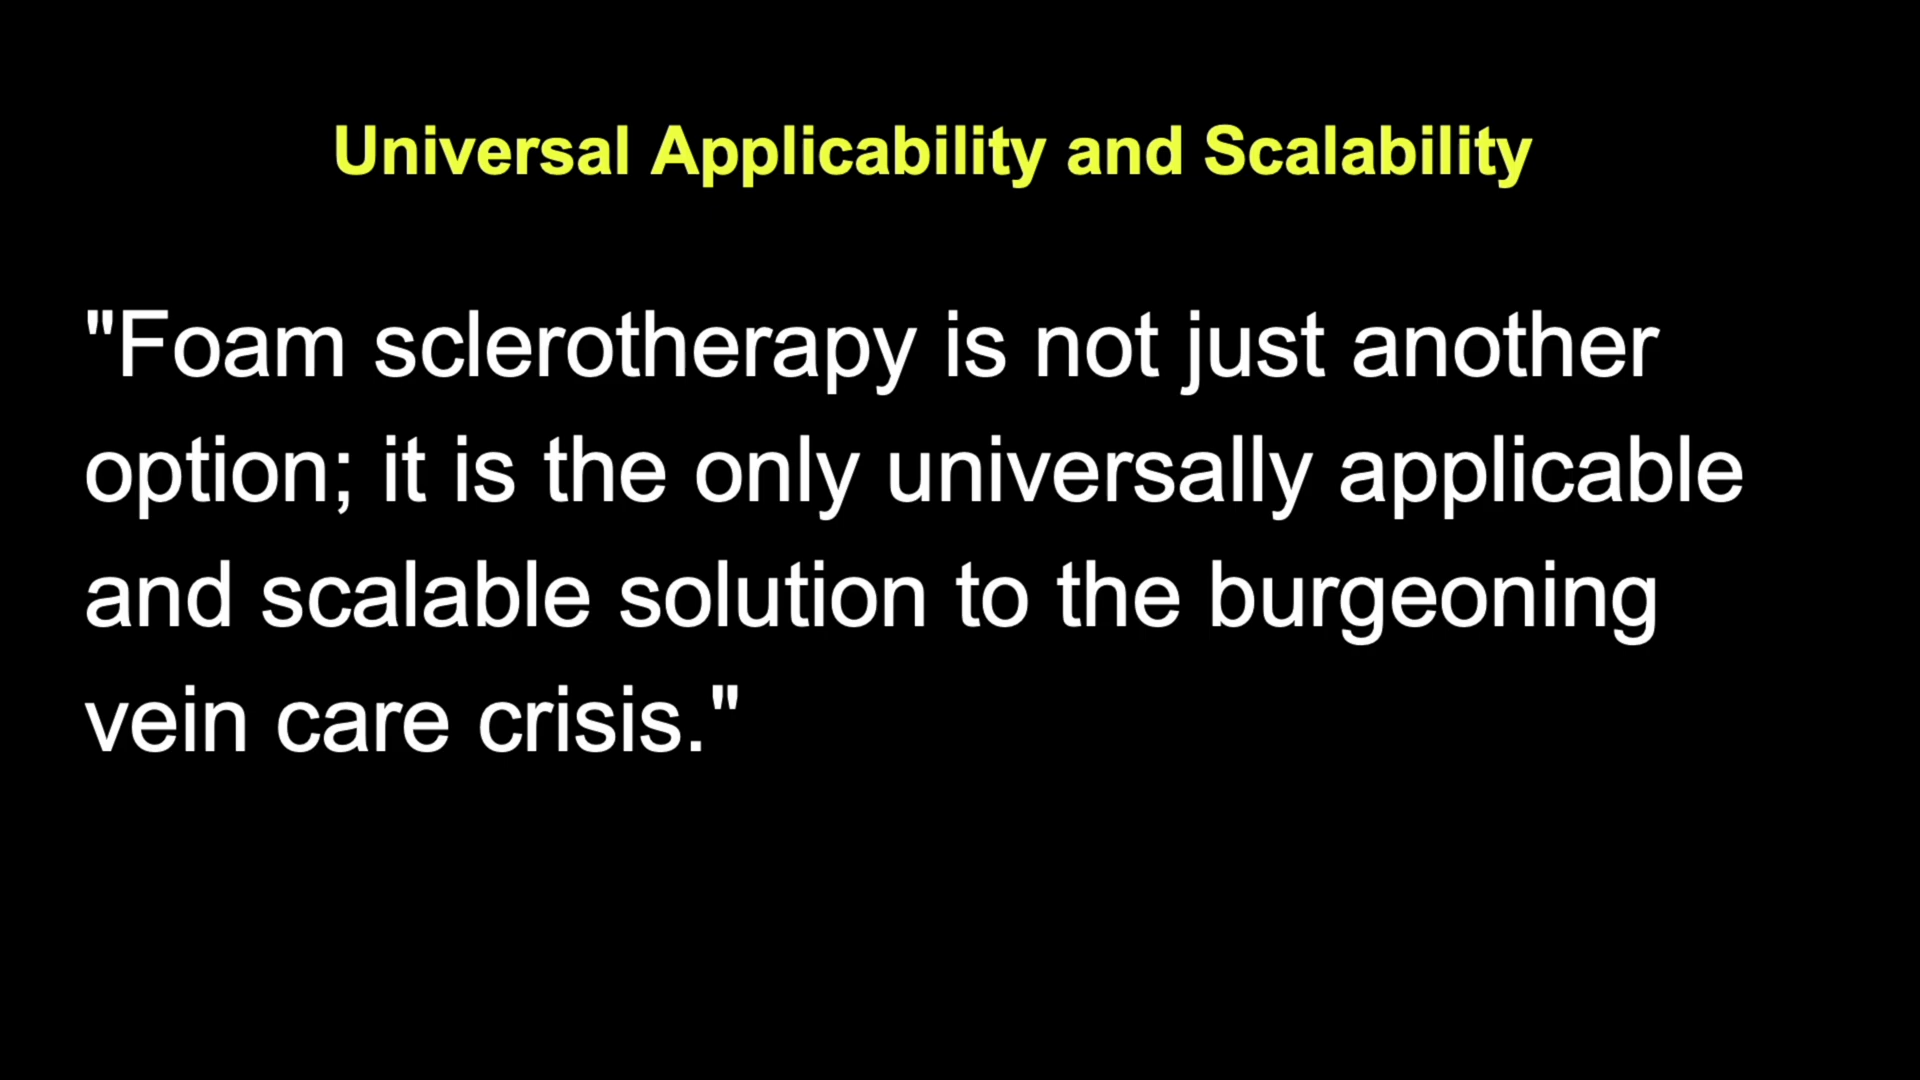 Universal Applicability and Scalability
"Foam sclerotherapy is not just another
option; it is the only universally applicable
and scalable solution to the burgeoning
vein care crisis."